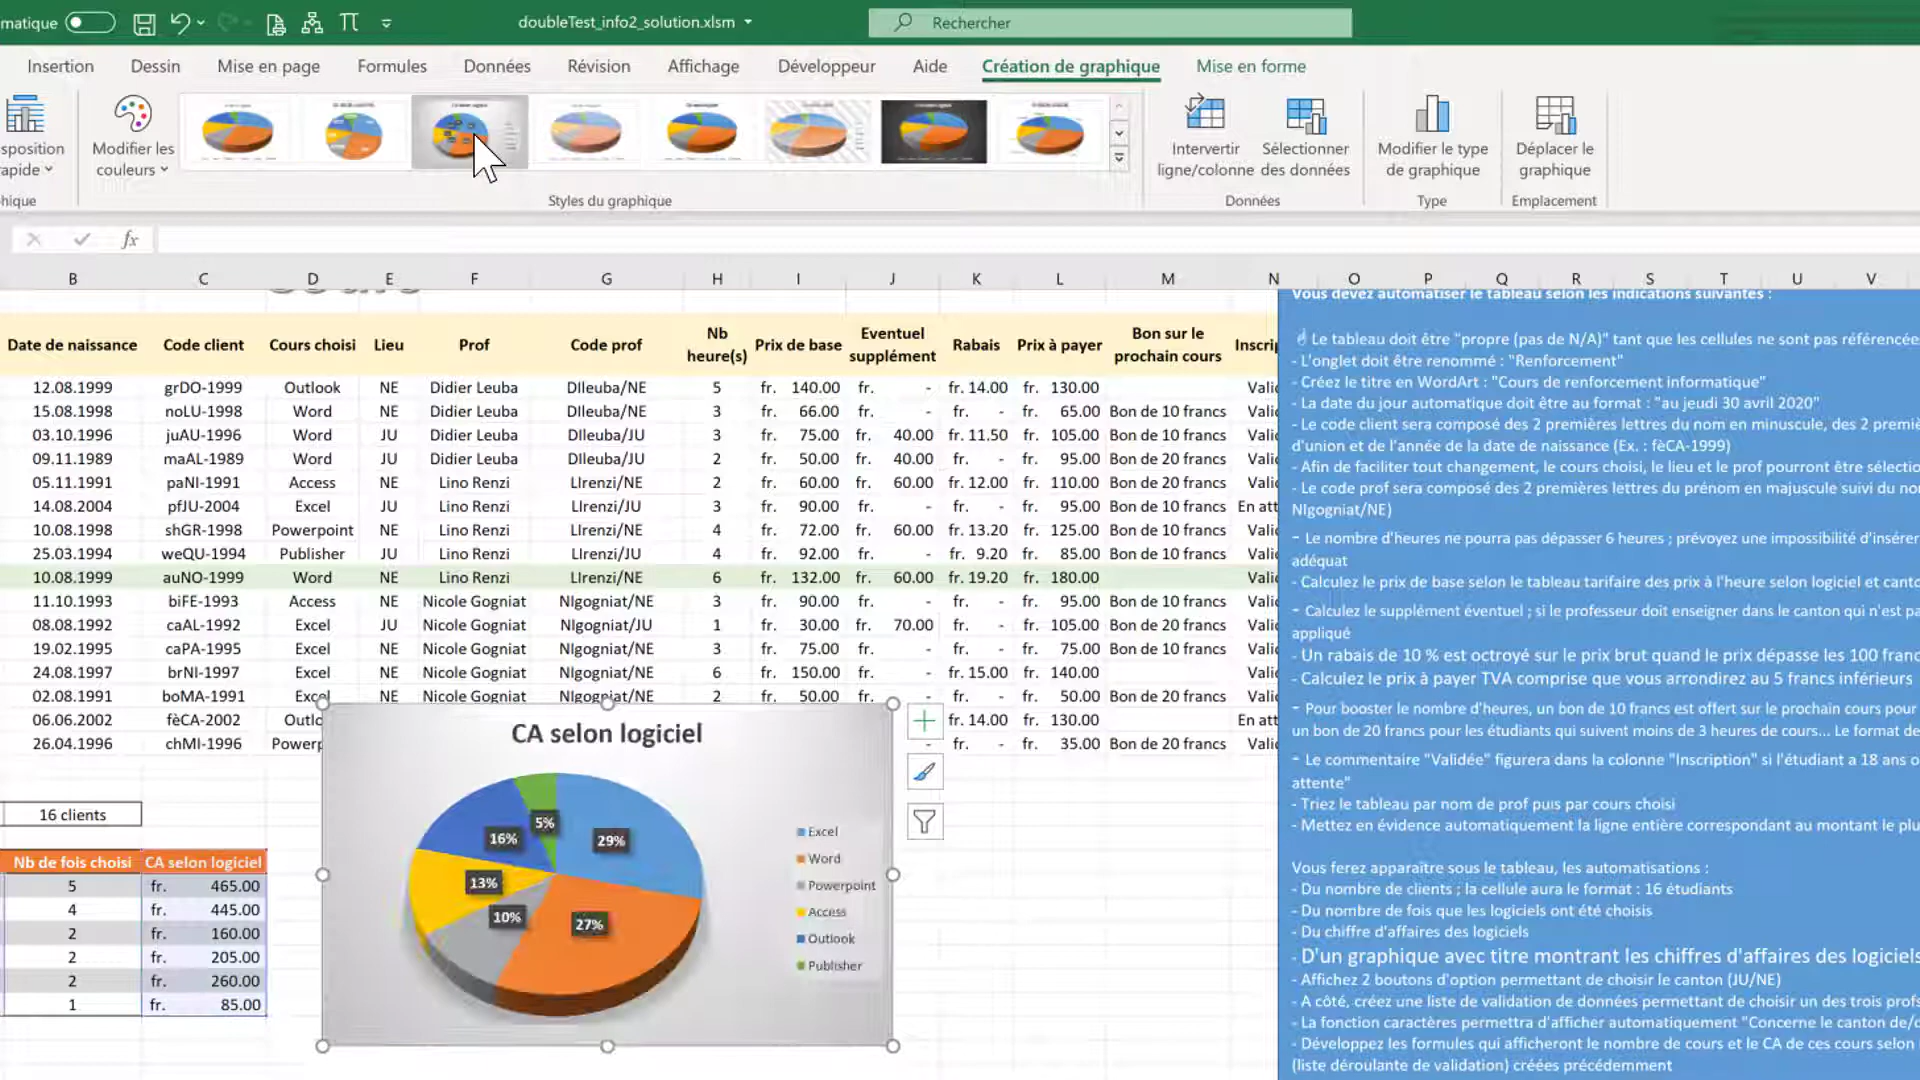 matique
doubleTest_info2_solution.xlsm
Rechercher
Insertion Dessin Mise en page Formules Données Révision Affichage Développeur Aide Création de graphique Mise en forme
sposition
rapide
Modifier les
couleurs
Intervertir
ligne/colonne
Sélectionner
des données
Modifier le type
de graphique
Déplacer le
graphique
hique Styles du graphique Données Type Emplacement
fx
B C D E F G H I J K L M N O P Q R S T U V
Date de naissance Code client Cours choisi Lieu Prof Code prof Nb heure(s) Prix de base Eventuel supplément Rabais Prix à payer Bon sur le prochain cours Inscrip
12.08.1999 grDO-1999 Outlook NE Didier Leuba DIleuba/NE 5 fr. 140.00 fr. - fr. 14.00 fr. 130.00 Valid
15.08.1998 noLU-1998 Word NE Didier Leuba DIleuba/NE 3 fr. 66.00 fr. - fr. - fr. 65.00 Bon de 10 francs Valid
03.10.1996 juAU-1996 Word JU Didier Leuba DIleuba/JU 3 fr. 75.00 fr. 40.00 fr. 11.50 fr. 105.00 Bon de 10 francs Valid
09.11.1989 maAL-1989 Word JU Didier Leuba DIleuba/JU 2 fr. 50.00 fr. 40.00 fr. - fr. 95.00 Bon de 20 francs Valid
05.11.1991 paNI-1991 Access NE Lino Renzi LIrenzi/NE 2 fr. 60.00 fr. 60.00 fr. 12.00 fr. 110.00 Bon de 20 francs Valid
14.08.2004 pfJU-2004 Excel JU Lino Renzi LIrenzi/JU 3 fr. 90.00 fr. - fr. - fr. 95.00 Bon de 10 francs En att
10.08.1998 shGR-1998 Powerpoint NE Lino Renzi LIrenzi/NE 4 fr. 72.00 fr. 60.00 fr. 13.20 fr. 125.00 Bon de 10 francs Valid
25.03.1994 weQU-1994 Publisher JU Lino Renzi LIrenzi/JU 4 fr. 92.00 fr. - fr. 9.20 fr. 85.00 Bon de 10 francs Valid
10.08.1999 auNO-1999 Word NE Lino Renzi LIrenzi/NE 6 fr. 132.00 fr. 60.00 fr. 19.20 fr. 180.00 Valid
11.10.1993 biFE-1993 Access NE Nicole Gogniat NIgogniat/NE 3 fr. 90.00 fr. - fr. - fr. 95.00 Bon de 10 francs Valid
08.08.1992 caAL-1992 Excel JU Nicole Gogniat NIgogniat/JU 1 fr. 30.00 fr. 70.00 fr. - fr. 105.00 Bon de 20 francs Valid
19.02.1995 caPA-1995 Excel NE Nicole Gogniat NIgogniat/NE 3 fr. 75.00 fr. - fr. - fr. 75.00 Bon de 10 francs Valid
24.08.1997 brNI-1997 Excel NE Nicole Gogniat NIgogniat/NE 6 fr. 150.00 fr. - fr. 15.00 fr. 140.00 Valid
02.08.1991 boMA-1991 Excel NE Nicole Gogniat NIgogniat/NE 2 fr. 50.00 fr. - fr. - fr. 50.00 Bon de 20 francs Valid
06.06.2002 fèCA-2002 Outlo fr. 14.00 fr. 130.00 En att
26.04.1996 chMI-1996 Powerp - fr. - fr. 35.00 Bon de 20 francs Valid
16 clients
Nb de fois choisi CA selon logiciel
5 fr. 465.00
4 fr. 445.00
2 fr. 160.00
2 fr. 205.00
2 fr. 260.00
1 fr. 85.00
CA selon logiciel
5%
16%
29%
13%
10%
27%
Excel
Word
Powerpoint
Access
Outlook
Publisher
Vous devez automatiser le tableau selon les indications suivantes :
Le tableau doit être "propre (pas de N/A)" tant que les cellules ne sont pas référencée
- L'onglet doit être renommé : "Renforcement"
- Créez le titre en WordArt : "Cours de renforcement informatique"
- La date du jour automatique doit être au format : "au jeudi 30 avril 2020"
- Le code client sera composé des 2 premières lettres du nom en minuscule, des 2 premiè
d'union et de l'année de la date de naissance (Ex. : fèCA-1999)
- Afin de faciliter tout changement, le cours choisi, le lieu et le prof pourront être sélectio
- Le code prof sera composé des 2 premières lettres du prénom en majuscule suivi du no
NIgogniat/NE)
- Le nombre d'heures ne pourra pas dépasser 6 heures ; prévoyez une impossibilité d'insérer
adéquat
- Calculez le prix de base selon le tableau tarifaire des prix à l'heure selon logiciel et canto
- Calculez le supplément éventuel ; si le professeur doit enseigner dans le canton qui n'est pa
appliqué
- Un rabais de 10 % est octroyé sur le prix brut quand le prix dépasse les 100 franc
- Calculez le prix à payer TVA comprise que vous arrondirez au 5 francs inférieurs
- Pour booster le nombre d'heures, un bon de 10 francs est offert sur le prochain cours pour
un bon de 20 francs pour les étudiants qui suivent moins de 3 heures de cours... Le format de
- Le commentaire "Validée" figurera dans la colonne "Inscription" si l'étudiant a 18 ans o
attente"
- Triez le tableau par nom de prof puis par cours choisi
- Mettez en évidence automatiquement la ligne entière correspondant au montant le plu
Vous ferez apparaître sous le tableau, les automatisations :
- Du nombre de clients ; la cellule aura le format : 16 étudiants
- Du nombre de fois que les logiciels ont été choisis
- Du chiffre d'affaires des logiciels
- D'un graphique avec titre montrant les chiffres d'affaires des logiciels
- Affichez 2 boutons d'option permettant de choisir le canton (JU/NE)
- A côté, créez une liste de validation de données permettant de choisir un des trois profs
- La fonction caractères permettra d'afficher automatiquement "Concerne le canton de/d
- Développez les formules qui afficheront le nombre de cours et le CA de ces cours selon
(liste déroulante de validation) créées précédemment